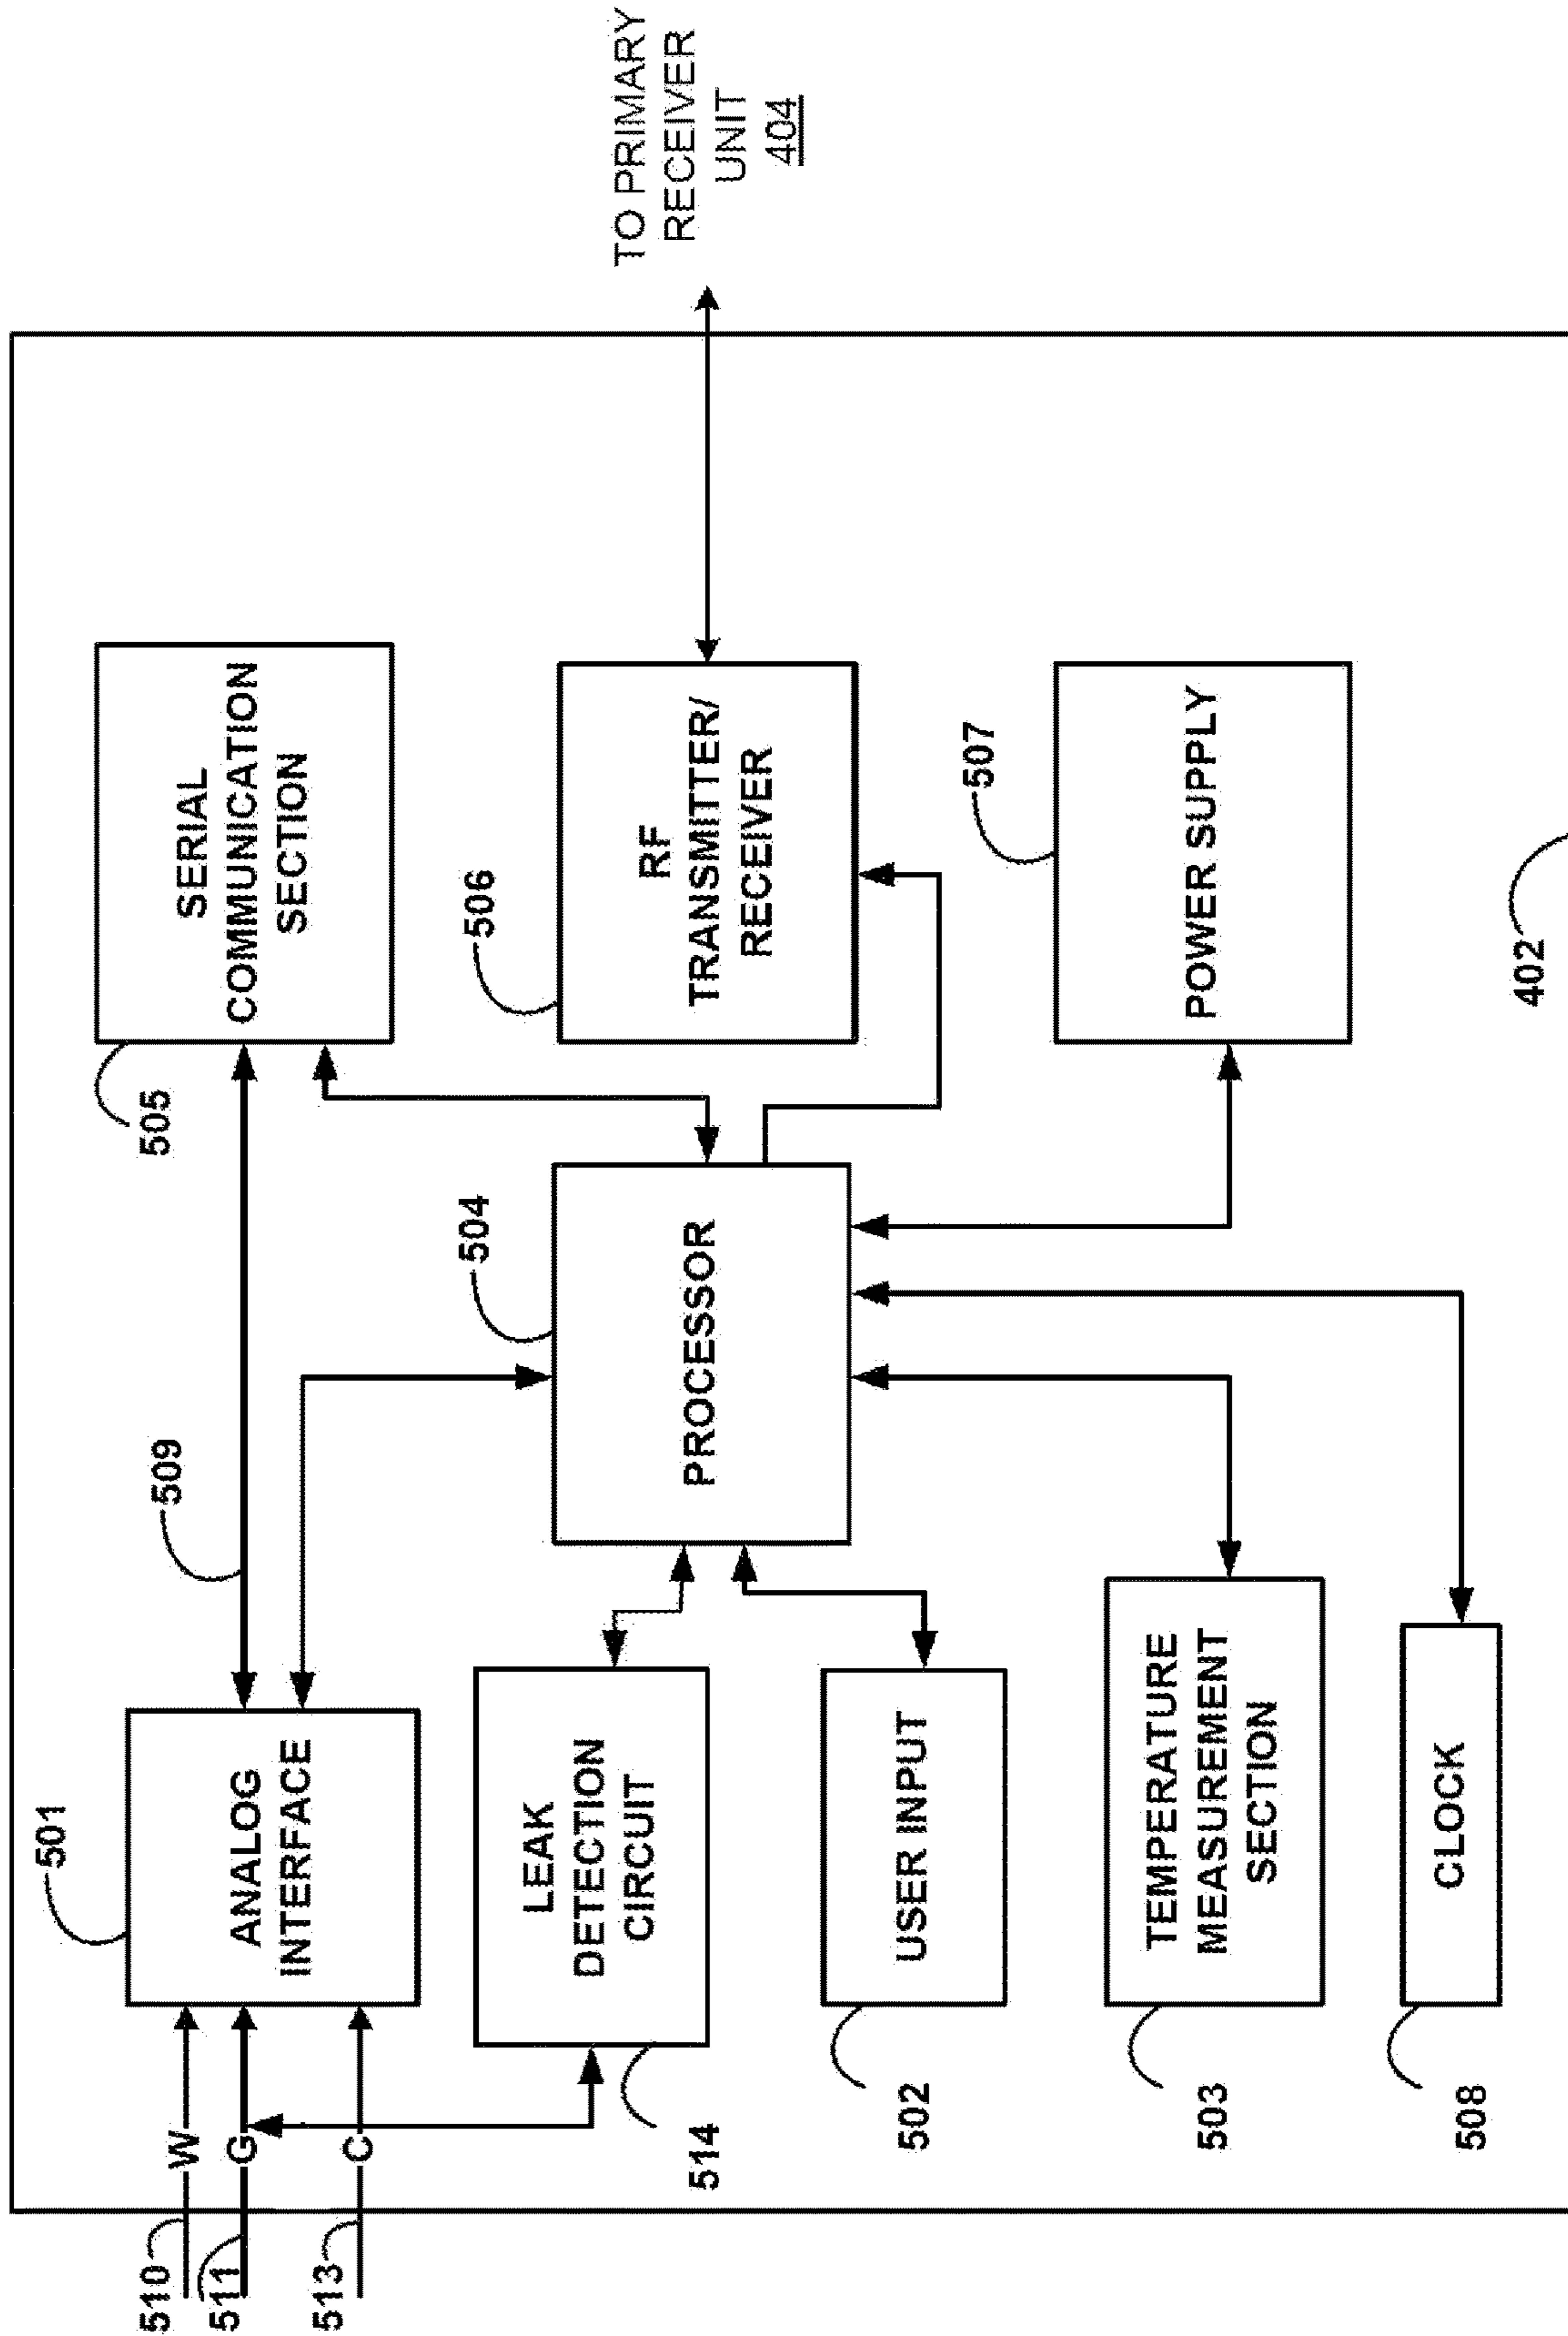 510
W
511
G
513
C
501
ANALOG
INTERFACE
509
505
SERIAL
COMMUNICATION
SECTION
514
LEAK
DETECTION
CIRCUIT
504
PROCESSOR
506
RF
TRANSMITTER/
RECEIVER
TO PRIMARY
RECEIVER
UNIT
404
502
USER INPUT
503
TEMPERATURE
MEASUREMENT
SECTION
507
POWER SUPPLY
508
CLOCK
402